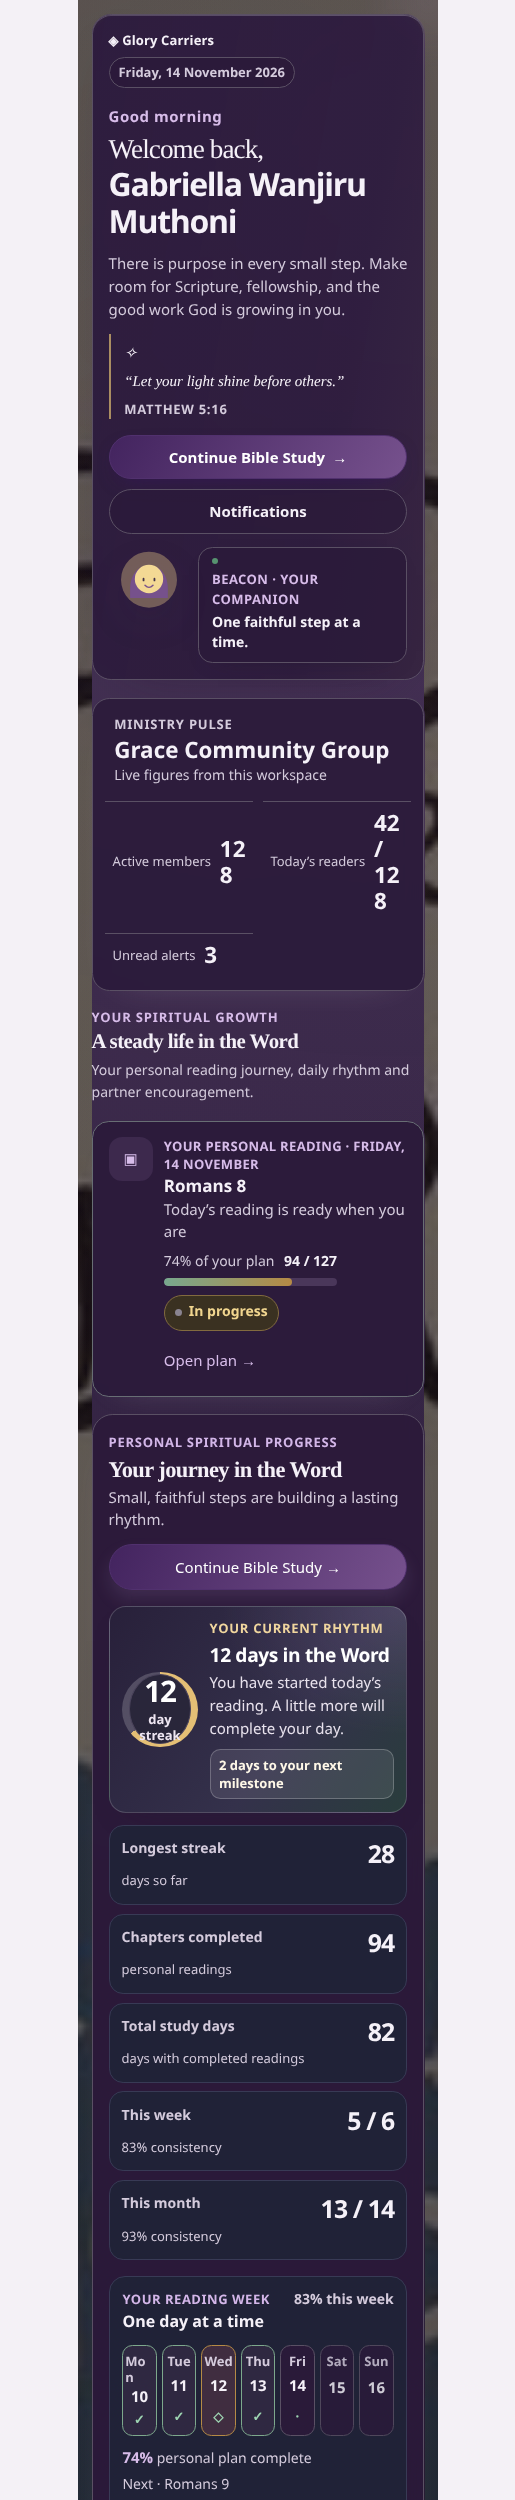 ◈ Glory Carriers
Friday, 14 November 2026
Good morning
Welcome back,
Gabriella Wanjiru
Muthoni
There is purpose in every small step. Make
room for Scripture, fellowship, and the
good work God is growing in you.
✧
“Let your light shine before others.”
MATTHEW 5:16
Continue Bible Study →
Notifications
BEACON · YOUR
COMPANION
One faithful step at a
time.
MINISTRY PULSE
Grace Community Group
Live figures from this workspace
Active members 12
8
Today’s readers 42
/
12
8
Unread alerts 3
YOUR SPIRITUAL GROWTH
A steady life in the Word
Your personal reading journey, daily rhythm and
partner encouragement.
YOUR PERSONAL READING · FRIDAY,
14 NOVEMBER
Romans 8
Today’s reading is ready when you
are
74% of your plan 94 / 127
In progress
Open plan →
PERSONAL SPIRITUAL PROGRESS
Your journey in the Word
Small, faithful steps are building a lasting
rhythm.
Continue Bible Study →
12
day
streak
YOUR CURRENT RHYTHM
12 days in the Word
You have started today’s
reading. A little more will
complete your day.
2 days to your next
milestone
Longest streak 28
days so far
Chapters completed 94
personal readings
Total study days 82
days with completed readings
This week 5 / 6
83% consistency
This month 13 / 14
93% consistency
YOUR READING WEEK 83% this week
One day at a time
Mo
n
10
✓
Tue
11
✓
Wed
12
◇
Thu
13
✓
Fri
14
·
Sat
15
Sun
16
74% personal plan complete
Next · Romans 9